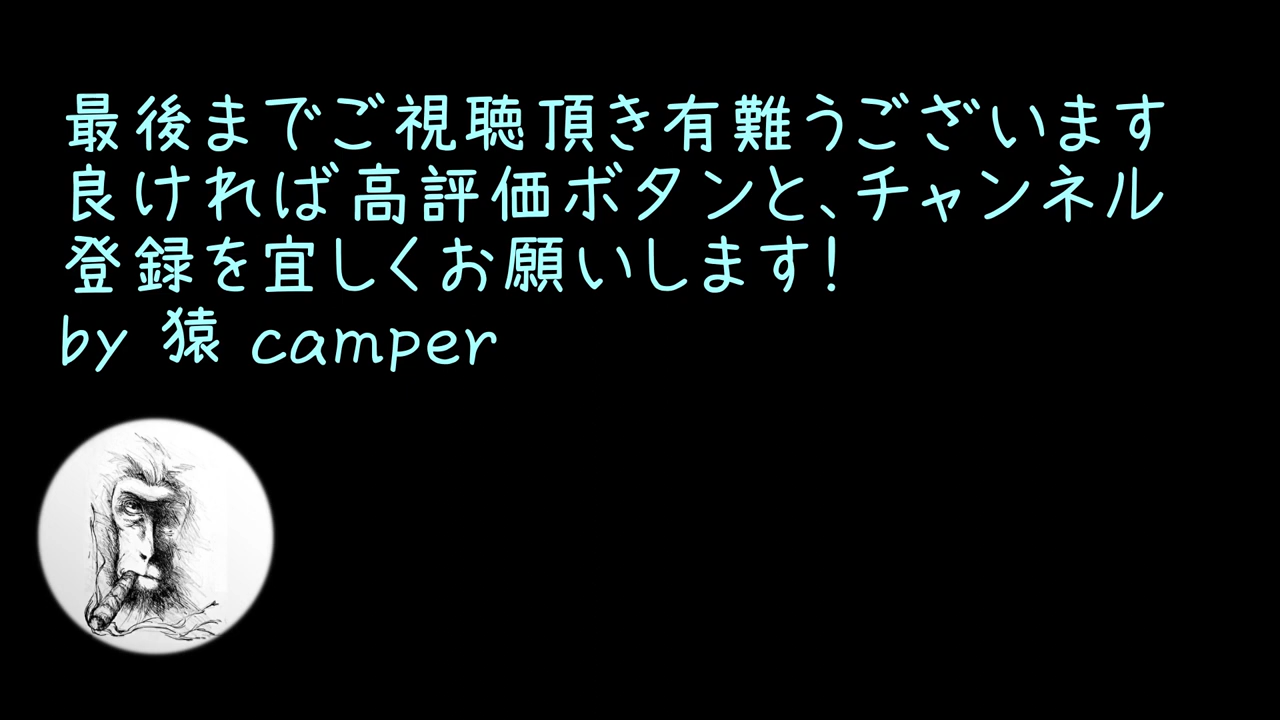 最後までご視聴頂き有難うございます
良ければ高評価ボタンと、チャンネル
登録を宜しくお願いします!
by 猿 camper